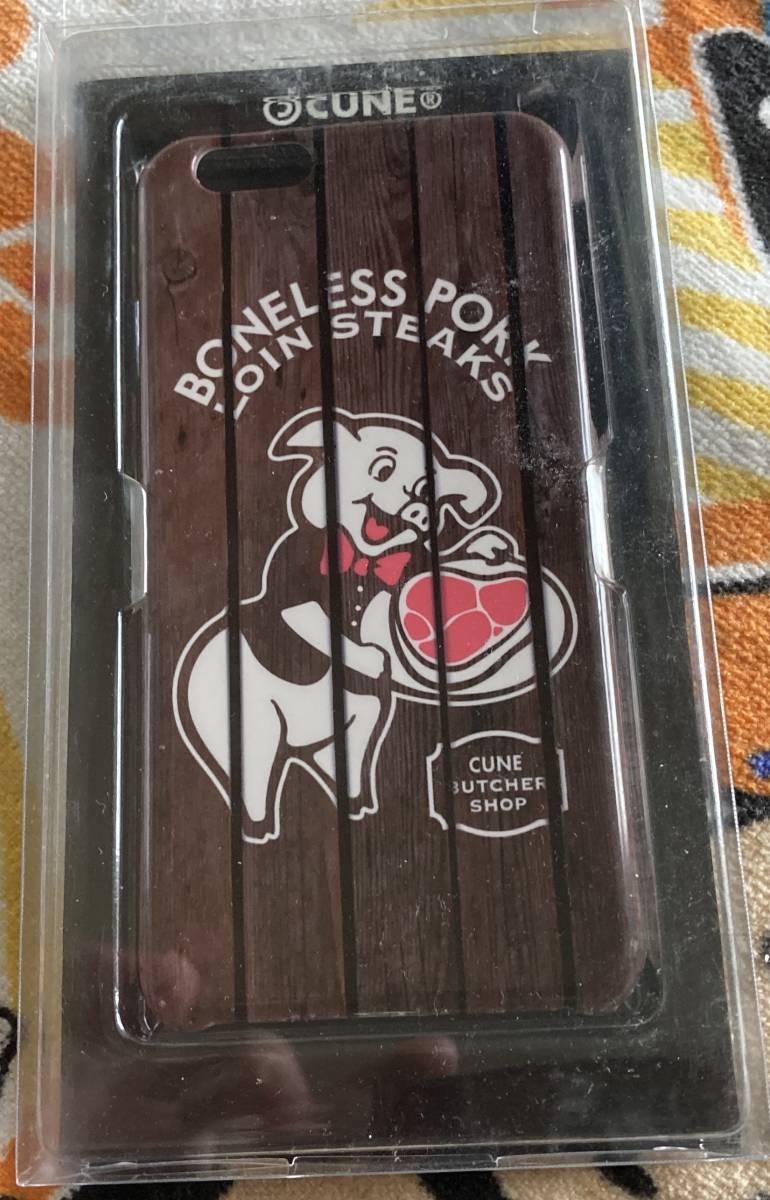 CUNE®
BONELESS PORK
LOIN STEAKS
CUNE
BUTCHER
SHOP